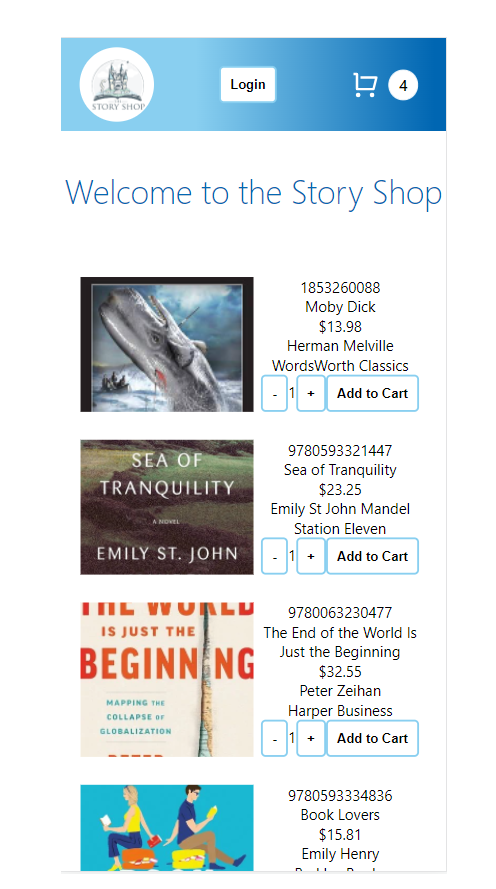 STORY SHOP
Login
4
Welcome to the Story Shop
1853260088
Moby Dick
$13.98
Herman Melville
WordsWorth Classics
- 1 + Add to Cart
SEA OF
TRANQUILITY
A NOVEL
EMILY ST. JOHN
9780593321447
Sea of Tranquility
$23.25
Emily St John Mandel
Station Eleven
- 1 + Add to Cart
THE WORLD
IS JUST THE
BEGINNING
MAPPING THE
COLLAPSE OF
GLOBALIZATION
PETER
9780063230477
The End of the World Is
Just the Beginning
$32.55
Peter Zeihan
Harper Business
- 1 + Add to Cart
9780593334836
Book Lovers
$15.81
Emily Henry